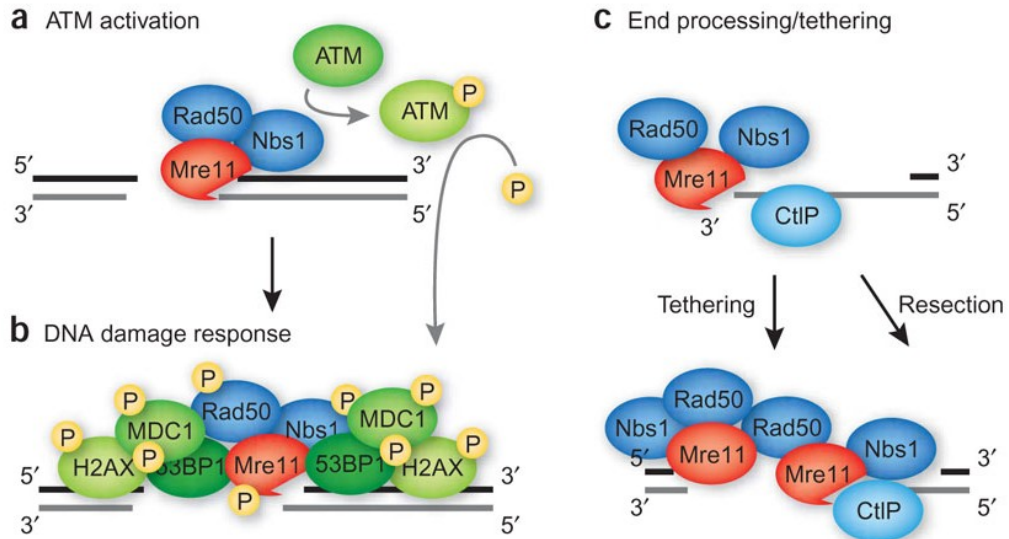 a ATM activation
ATM
ATM
P
P
Rad50
Nbs1
Mre11
5′
3′
3′
5′
b DNA damage response
P
P
P
P
P
P
P
P
P
MDC1
Rad50
Nbs1
MDC1
H2AX
53BP1
Mre11
53BP1
H2AX
5′
3′
3′
5′
c End processing/tethering
Rad50
Nbs1
Mre11
CtIP
3′
3′
5′
Tethering
Resection
Rad50
Nbs1
Rad50
Nbs1
Mre11
Mre11
CtIP
5′
3′
3′
5′